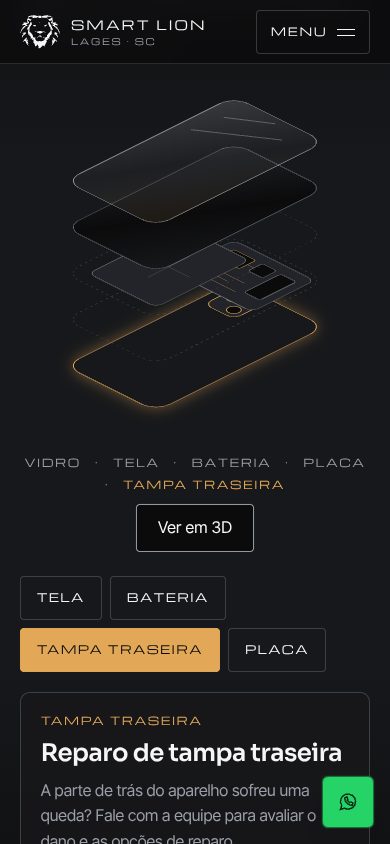 SMART LION
LAGES · SC
MENU
VIDRO · TELA · BATERIA · PLACA
· TAMPA TRASEIRA
Ver em 3D
TELA
BATERIA
TAMPA TRASEIRA
PLACA
TAMPA TRASEIRA
Reparo de tampa traseira
A parte de trás do aparelho sofreu uma
queda? Fale com a equipe para avaliar o
dano e as opções de reparo.